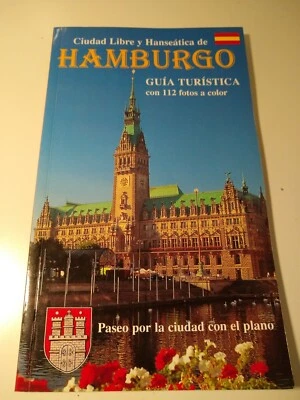 Ciudad Libre y Hanseática de
HAMBURGO
GUÍA TURÍSTICA
con 112 fotos a color
Paseo por la ciudad con el plano